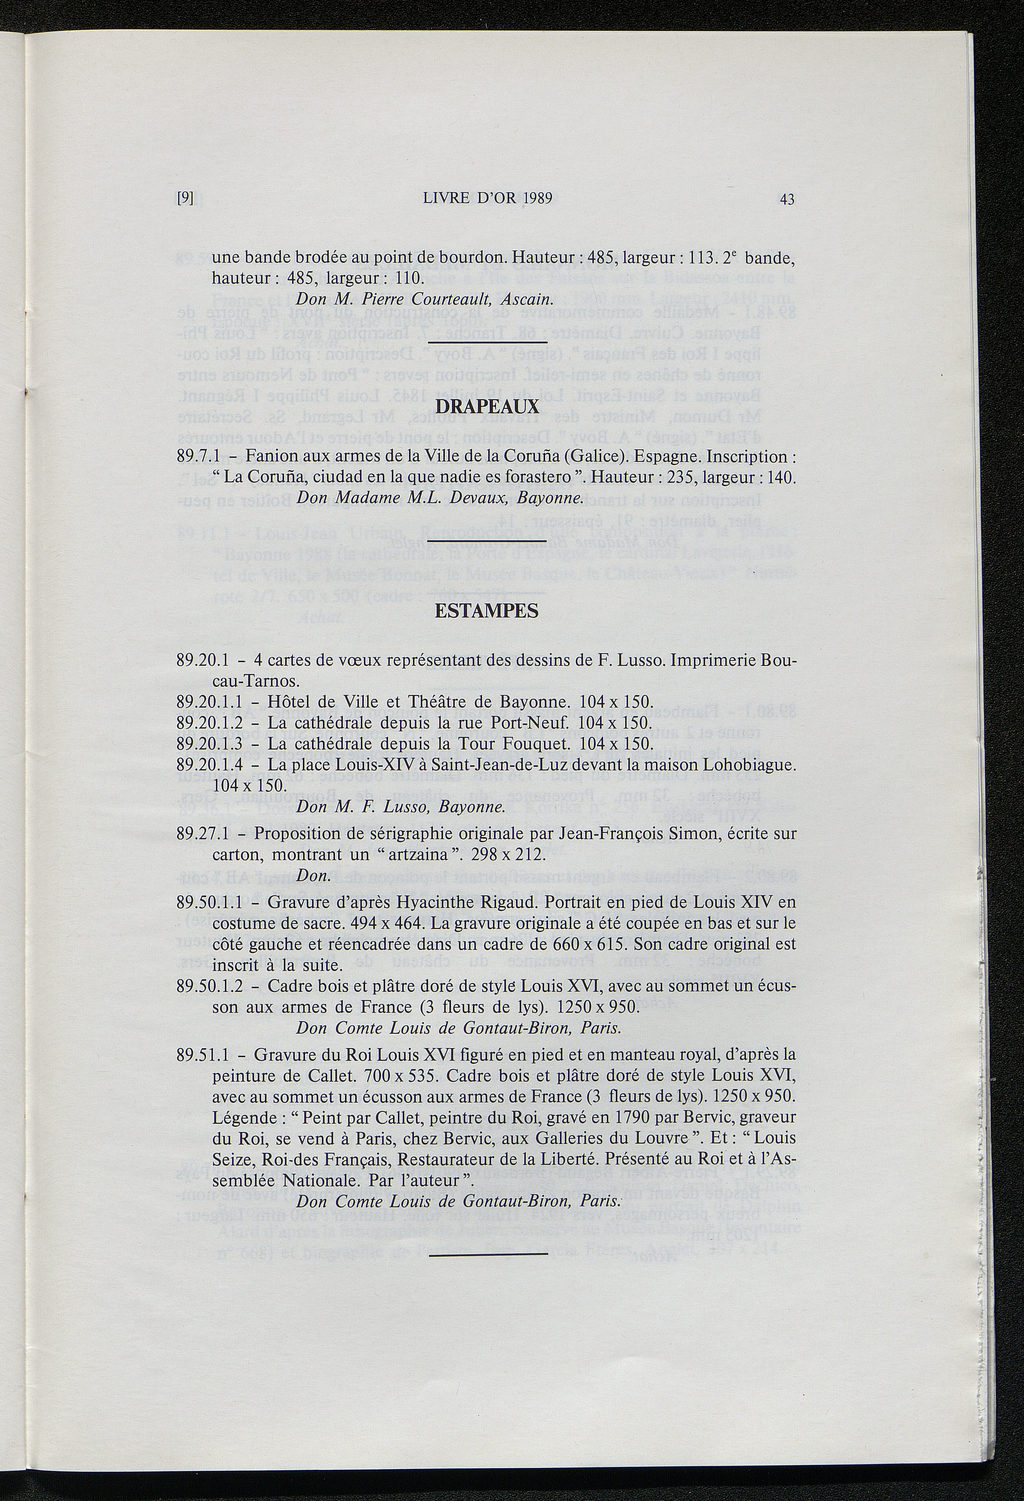 [9] LIVRE D'OR 1989 43
une bande brodée au point de bourdon. Hauteur : 485, largeur : 113. 2e bande,
hauteur : 485, largeur : 110.
Don M. Pierre Courteault, Ascain.
DRAPEAUX
89.7.1 – Fanion aux armes de la Ville de la Coruña (Galice). Espagne. Inscription :
“ La Coruña, ciudad en la que nadie es forastero ”. Hauteur : 235, largeur : 140.
Don Madame M.L. Devaux, Bayonne.
ESTAMPES
89.20.1 – 4 cartes de vœux représentant des dessins de F. Lusso. Imprimerie Bou-
cau-Tarnos.
89.20.1.1 – Hôtel de Ville et Théâtre de Bayonne. 104 x 150.
89.20.1.2 – La cathédrale depuis la rue Port-Neuf. 104 x 150.
89.20.1.3 – La cathédrale depuis la Tour Fouquet. 104 x 150.
89.20.1.4 – La place Louis-XIV à Saint-Jean-de-Luz devant la maison Lohobiague.
104 x 150.
Don M. F. Lusso, Bayonne.
89.27.1 – Proposition de sérigraphie originale par Jean-François Simon, écrite sur
carton, montrant un “ artzaina ”. 298 x 212.
Don.
89.50.1.1 – Gravure d'après Hyacinthe Rigaud. Portrait en pied de Louis XIV en
costume de sacre. 494 x 464. La gravure originale a été coupée en bas et sur le
côté gauche et réencadrée dans un cadre de 660 x 615. Son cadre original est
inscrit à la suite.
89.50.1.2 – Cadre bois et plâtre doré de style Louis XVI, avec au sommet un écus-
son aux armes de France (3 fleurs de lys). 1250 x 950.
Don Comte Louis de Gontaut-Biron, Paris.
89.51.1 – Gravure du Roi Louis XVI figuré en pied et en manteau royal, d'après la
peinture de Callet. 700 x 535. Cadre bois et plâtre doré de style Louis XVI,
avec au sommet un écusson aux armes de France (3 fleurs de lys). 1250 x 950.
Légende : “ Peint par Callet, peintre du Roi, gravé en 1790 par Bervic, graveur
du Roi, se vend à Paris, chez Bervic, aux Galleries du Louvre ”. Et : “ Louis
Seize, Roi-des Français, Restaurateur de la Liberté. Présenté au Roi et à l'As-
semblée Nationale. Par l'auteur ”.
Don Comte Louis de Gontaut-Biron, Paris.